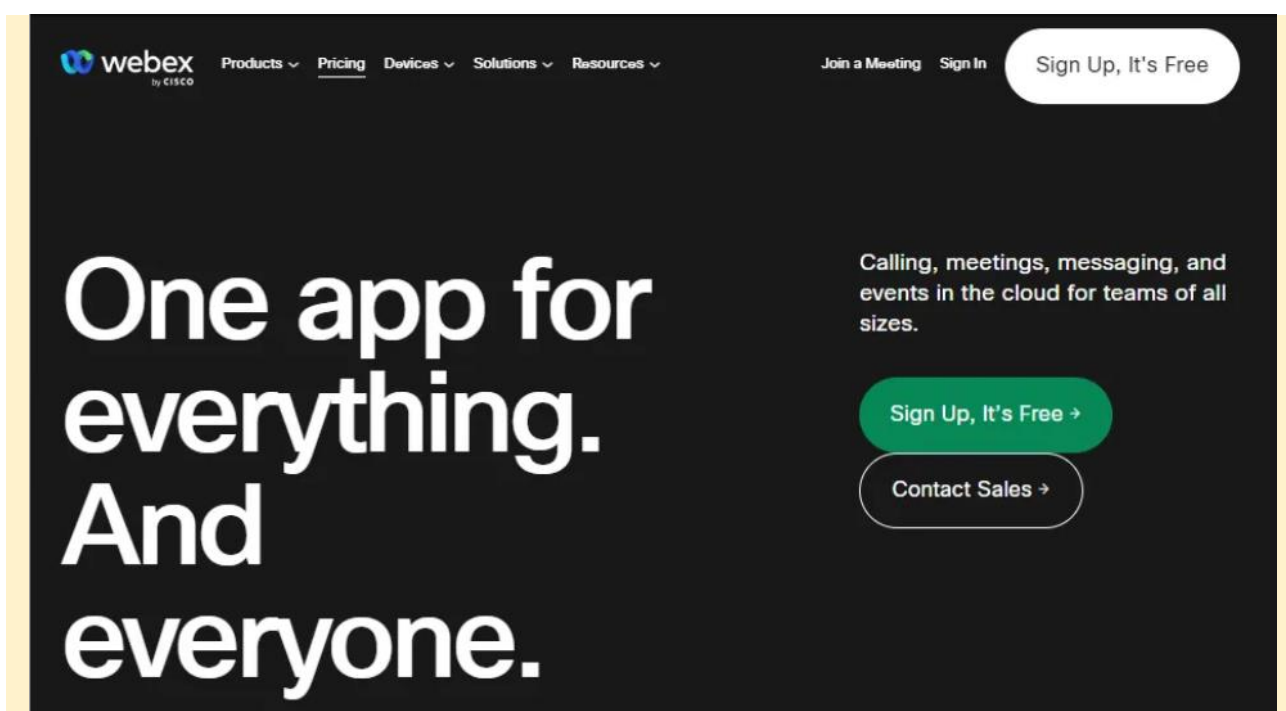 webex
by CISCO
Products Pricing Devices Solutions Resources
Join a Meeting Sign In Sign Up, It's Free
One app for
everything.
And
everyone.
Calling, meetings, messaging, and
events in the cloud for teams of all
sizes.
Sign Up, It's Free →
Contact Sales →